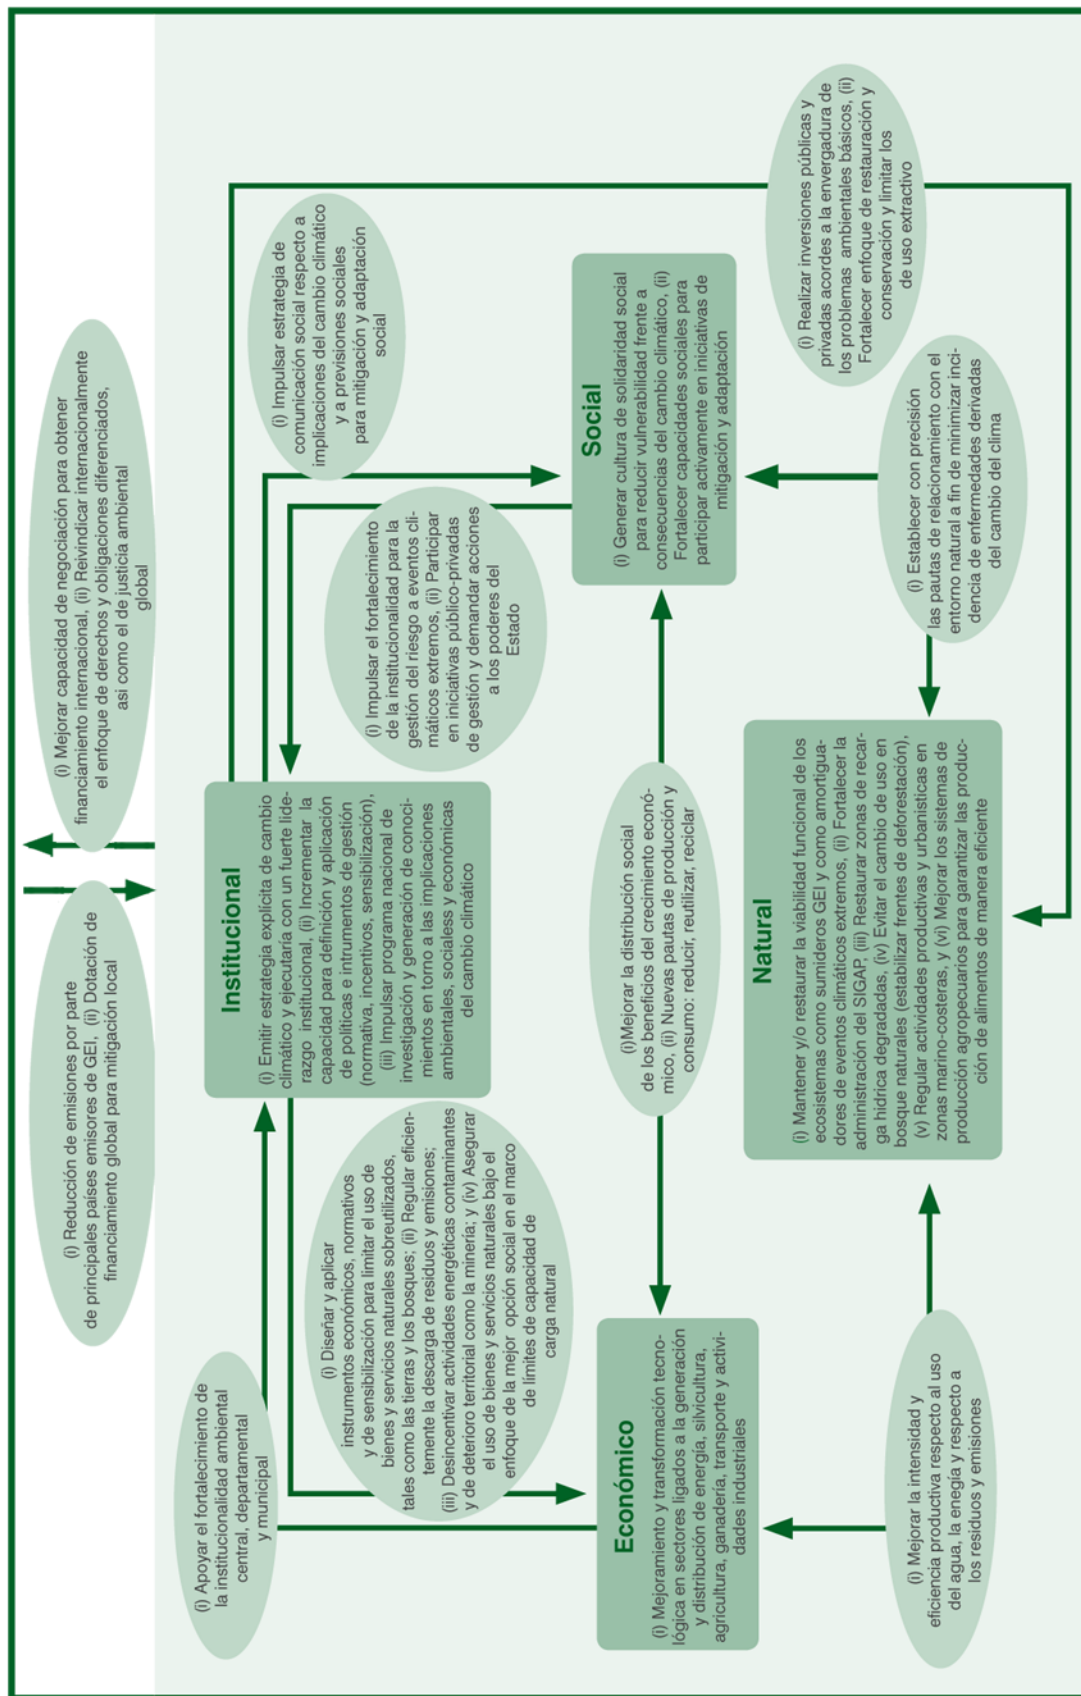 (i) Reducción de emisiones por parte
de principales países emisores de GEI,  (ii) Dotación de
financiamiento global para mitigación local
(i) Mejorar capacidad de negociación para obtener
financiamiento internacional, (ii) Reivindicar internacionalmente
el enfoque de derechos y obligaciones diferenciados,
asi como el de justicia ambiental
global
(i) Apoyar el fortalecimiento de
la institucionalidad ambiental
central, departamental
y municipal
Institucional
(i) Emitir estrategia explícita de cambio
climático y ejecutaría con un fuerte lide-
razgo institucional, (ii) Incrementar la
capacidad para definición y aplicación
de políticas e intrumentos de gestión
(normativa, incentivos, sensibilización),
(iii) Impulsar programa nacional de
investigación y generación de conoci-
mientos en torno a las implicaciones
ambientales, sociales y económicas
del cambio climático
(i) Impulsar estrategia de
comunicación social respecto a
implicaciones del cambio climático
y a previsiones sociales
para mitigación y adaptación
social
(i) Diseñar y aplicar
instrumentos económicos, normativos
y de sensibilización para limitar el uso de
bienes y servicios naturales sobreutilizados,
tales como las tierras y los bosques; (ii) Regular eficien-
temente la descarga de residuos y emisiones;
(iii) Desincentivar actividades energéticas contaminantes
y de deterioro territorial como la minería; y (iv) Asegurar
el uso de bienes y servicios naturales bajo el
enfoque de la mejor opción social en el marco
de límites de capacidad de
carga natural
(i) Impulsar el fortalecimiento
de la institucionalidad para la
gestión del riesgo a eventos cli-
máticos extremos, (ii) Participar
en iniciativas público-privadas
de gestión y demandar acciones
a los poderes del
Estado
Económico
(i) Mejoramiento y transformación tecno-
lógica en sectores ligados a la generación
y distribución de energía, silvicultura,
agricultura, ganadería, transporte y activi-
dades industriales
(i)Mejorar la distribución social
de los beneficios del crecimiento econó-
mico, (ii) Nuevas pautas de producción y
consumo: reducir, reutilizar, reciclar
Social
(i) Generar cultura de solidaridad social
para reducir vulnerabilidad frente a
consecuencias del cambio climático, (ii)
Fortalecer capacidades sociales para
participar activamente en iniciativas de
mitigación y adaptación
(i) Realizar inversiones públicas y
privadas acordes a la envergadura de
los problemas  ambientales básicos, (ii)
Fortalecer enfoque de restauración y
conservación y limitar los
de uso extractivo
(i) Mejorar la intensidad y
eficiencia productiva respecto al uso
del agua, la enegía y respecto a
los residuos y emisiones
Natural
(i) Mantener y/o restaurar la viabilidad funcional de los
ecosistemas como sumideros GEI y como amortigua-
dores de eventos climáticos extremos, (ii) Fortalecer la
administración del SIGAP, (iii) Restaurar zonas de recar-
ga hídrica degradadas, (iv) Evitar el cambio de uso en
bosque naturales (estabilizar frentes de deforestación),
(v) Regular actividades productivas y urbanisticas en
zonas marino-costeras, y (vi) Mejorar los sistemas de
producción agropecuarios para garantizar las produc-
ción de alimentos de manera eficiente
(i) Establecer con precisión
las pautas de relacionamiento con el
entorno natural a fin de minimizar inci-
dencia de enfermedades derivadas
del cambio del clima